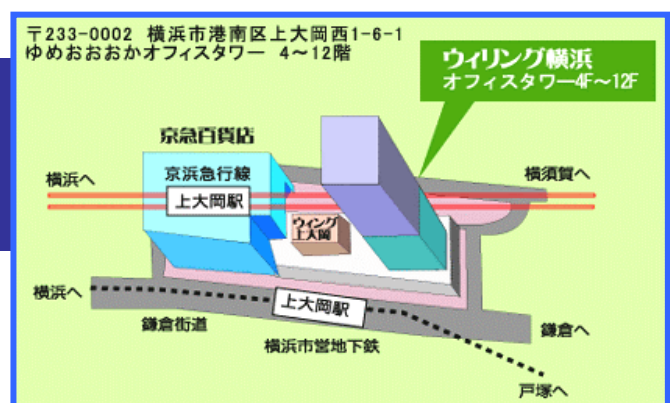 〒233-0002 横浜市港南区上大岡西1-6-1
ゆめおおおかオフィスタワー 4～12階
ウィリング横浜
オフィスタワー4F～12F
京急百貨店
横浜へ
京浜急行線
横須賀へ
上大岡駅
ウィング
上大岡
横浜へ
上大岡駅
鎌倉街道
横浜市営地下鉄
鎌倉へ
戸塚へ